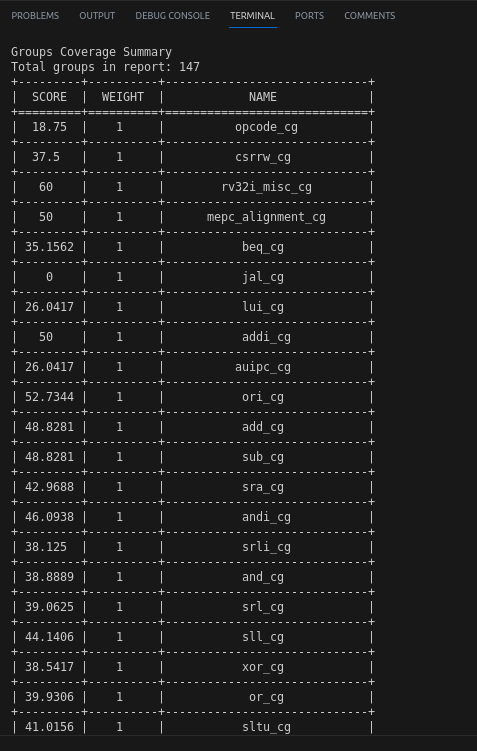 PROBLEMS OUTPUT DEBUG CONSOLE TERMINAL PORTS COMMENTS
Groups Coverage Summary
Total groups in report: 147
+---------+----------+-----------------------------+
| SCORE | WEIGHT | NAME |
+=========+==========+=============================+
| 18.75 | 1 | opcode_cg |
+---------+----------+-----------------------------+
| 37.5 | 1 | csrrw_cg |
+---------+----------+-----------------------------+
| 60 | 1 | rv32i_misc_cg |
+---------+----------+-----------------------------+
| 50 | 1 | mepc_alignment_cg |
+---------+----------+-----------------------------+
| 35.1562 | 1 | beq_cg |
+---------+----------+-----------------------------+
| 0 | 1 | jal_cg |
+---------+----------+-----------------------------+
| 26.0417 | 1 | lui_cg |
+---------+----------+-----------------------------+
| 50 | 1 | addi_cg |
+---------+----------+-----------------------------+
| 26.0417 | 1 | auipc_cg |
+---------+----------+-----------------------------+
| 52.7344 | 1 | ori_cg |
+---------+----------+-----------------------------+
| 48.8281 | 1 | add_cg |
+---------+----------+-----------------------------+
| 48.8281 | 1 | sub_cg |
+---------+----------+-----------------------------+
| 42.9688 | 1 | sra_cg |
+---------+----------+-----------------------------+
| 46.0938 | 1 | andi_cg |
+---------+----------+-----------------------------+
| 38.125 | 1 | srli_cg |
+---------+----------+-----------------------------+
| 38.8889 | 1 | and_cg |
+---------+----------+-----------------------------+
| 39.0625 | 1 | srl_cg |
+---------+----------+-----------------------------+
| 44.1406 | 1 | sll_cg |
+---------+----------+-----------------------------+
| 38.5417 | 1 | xor_cg |
+---------+----------+-----------------------------+
| 39.9306 | 1 | or_cg |
+---------+----------+-----------------------------+
| 41.0156 | 1 | sltu_cg |